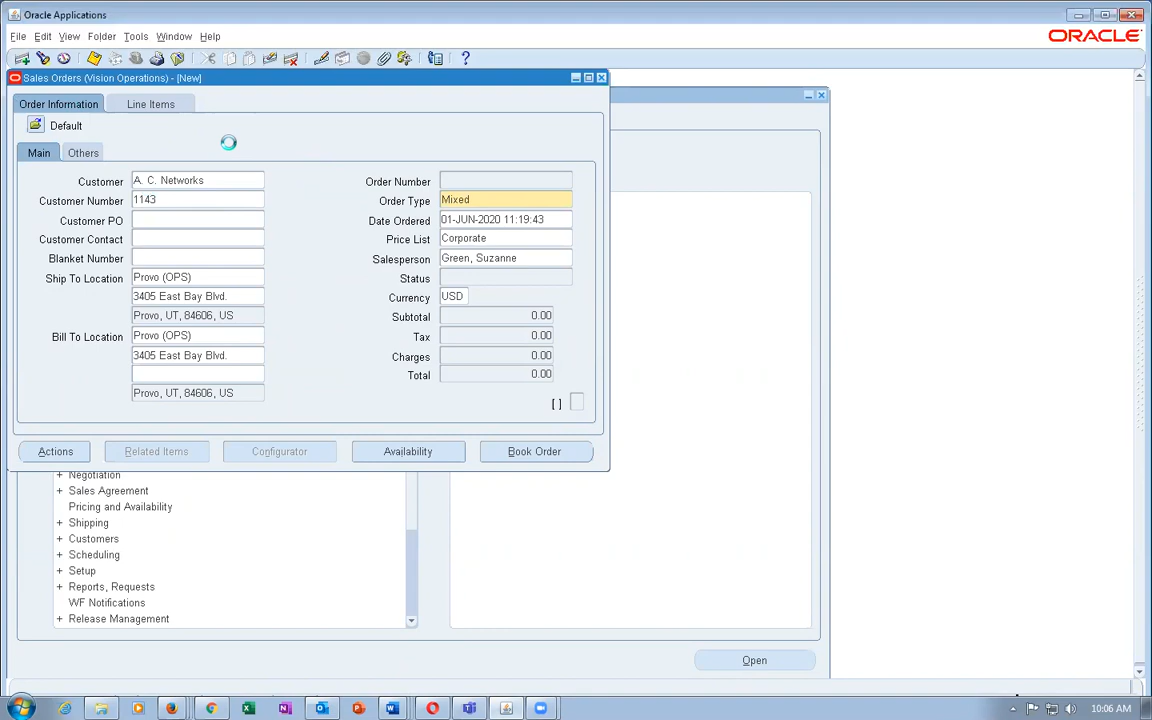 Oracle Applications
File Edit View Folder Tools Window Help
ORACLE
Sales Orders (Vision Operations) - [New]
Order Information Line Items
Default
Main Others
Customer A. C. Networks Order Number
Customer Number 1143 Order Type Mixed
Customer PO Date Ordered 01-JUN-2020 11:19:43
Customer Contact Price List Corporate
Blanket Number Salesperson Green, Suzanne
Ship To Location Provo (OPS) Status
3405 East Bay Blvd. Currency USD
Provo, UT, 84606, US Subtotal 0.00
Bill To Location Provo (OPS) Tax 0.00
3405 East Bay Blvd. Charges 0.00
Total 0.00
Provo, UT, 84606, US
[ ]
Actions Related Items Configurator Availability Book Order
+ Negotiation
+ Sales Agreement
Pricing and Availability
+ Shipping
+ Customers
+ Scheduling
+ Setup
+ Reports, Requests
WF Notifications
+ Release Management
Open
10:06 AM